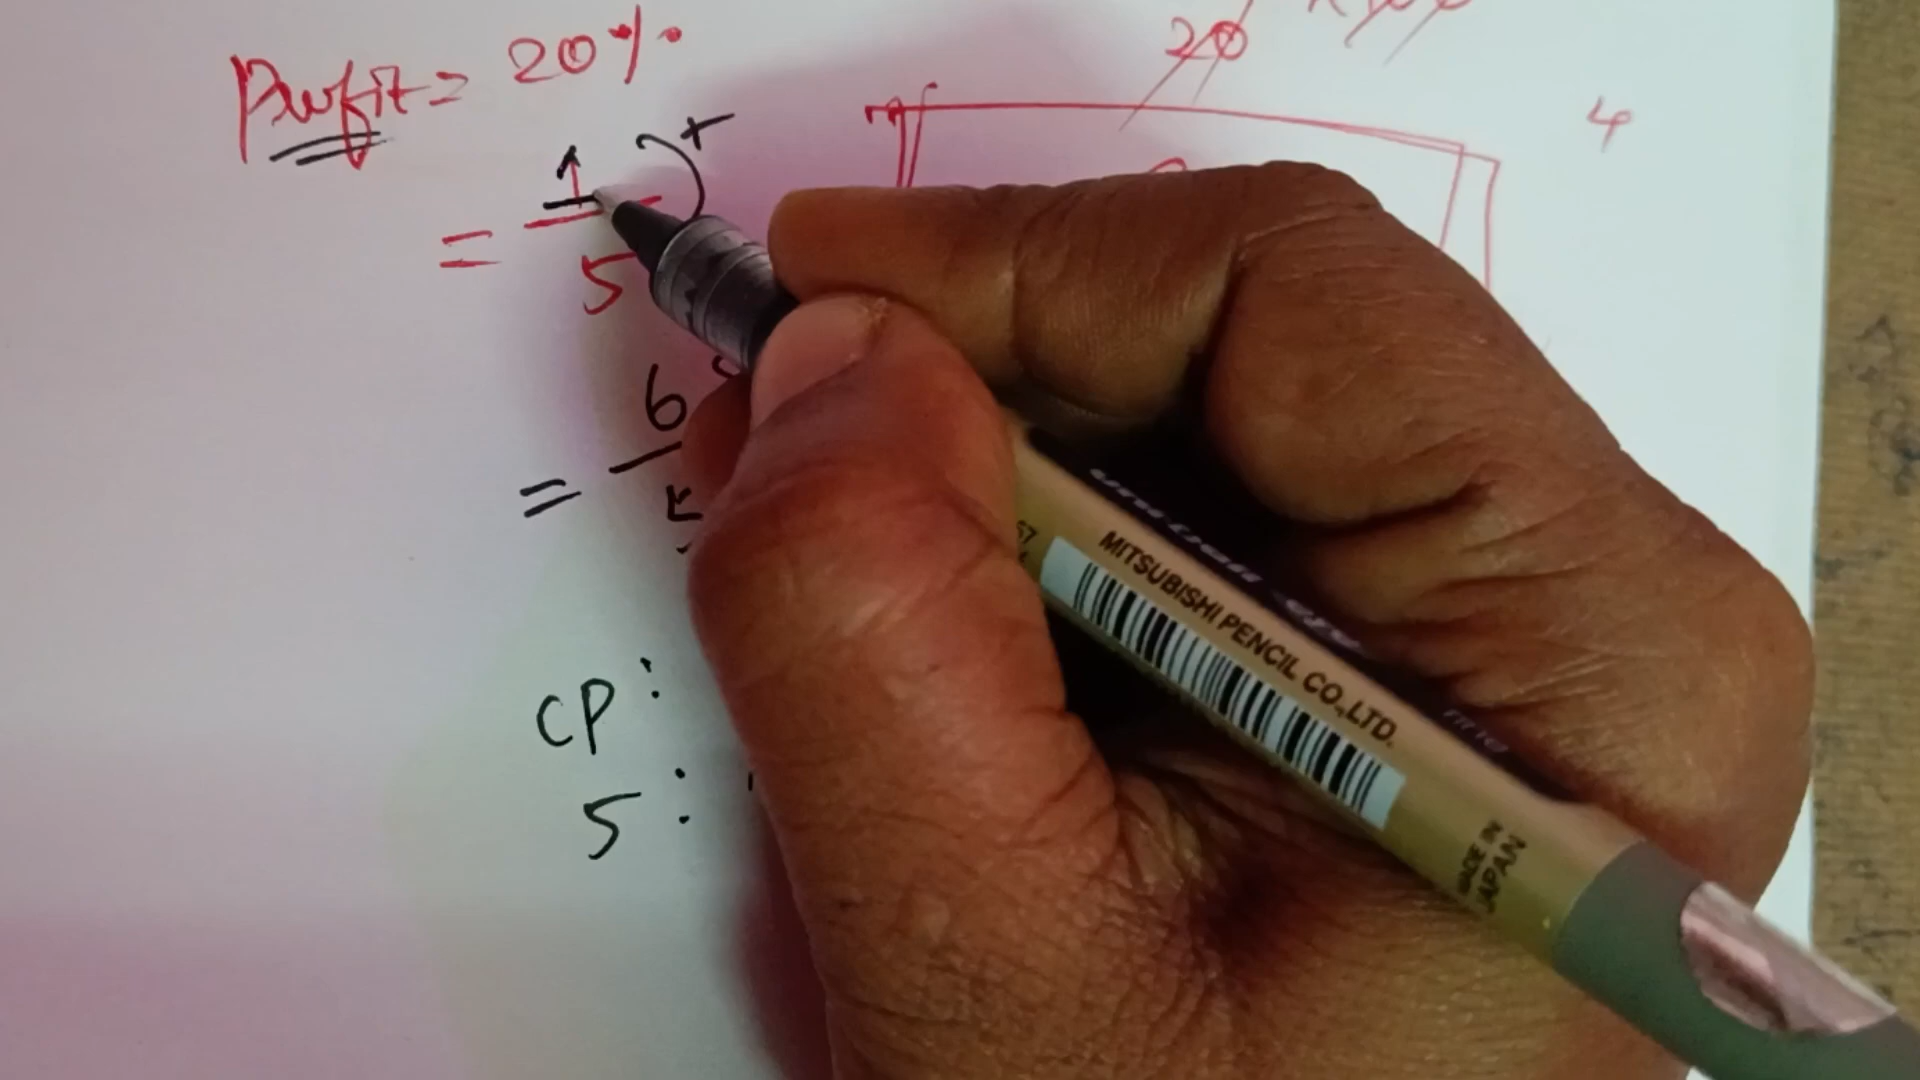 Profit = 20%
20
4
+
1
= 5
6
= 5
CP :
5 :
MITSUBISHI PENCIL CO.,LTD.
MADE IN
JAPAN